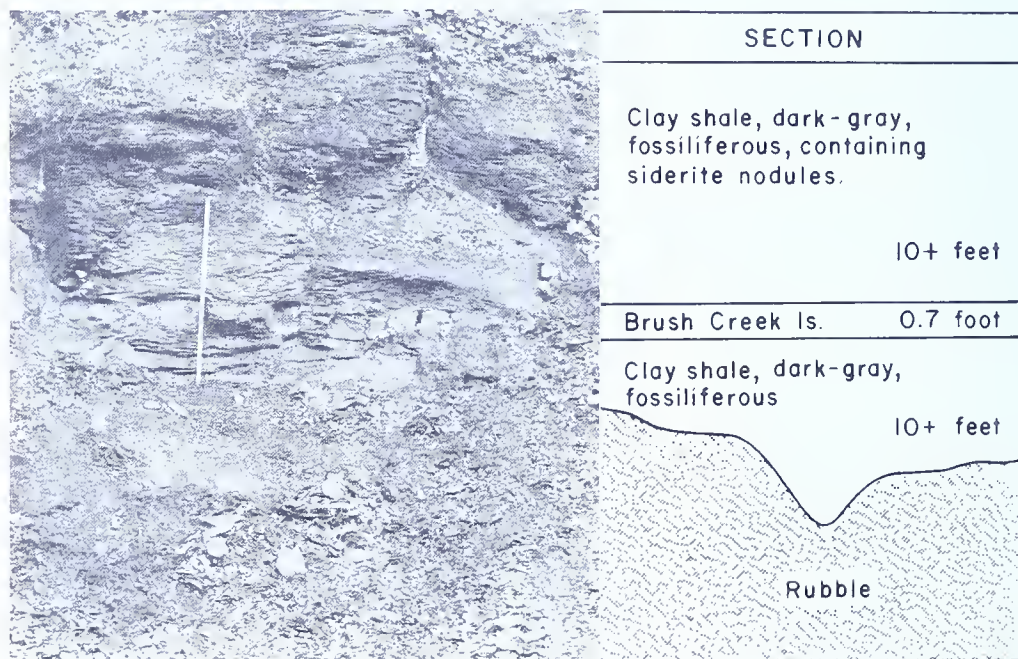 SECTION
Clay shale, dark-gray,
fossiliferous, containing
siderite nodules.
10+ feet
Brush Creek ls. 0.7 foot
Clay shale, dark-gray,
fossiliferous
10+ feet
Rubble